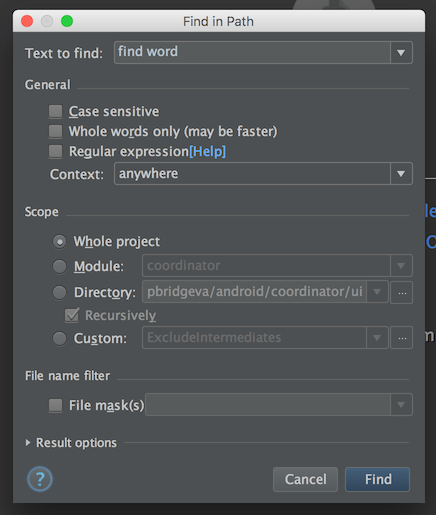 Find in Path
Text to find: find word
General
Case sensitive
Whole words only (may be faster)
Regular expression[Help]
Context: anywhere
Scope
Whole project
Module: coordinator
Directory: pbridgeva/android/coordinator/ui ...
Recursively
Custom: ExcludeIntermediates ...
File name filter
File mask(s)
Result options
? Cancel Find